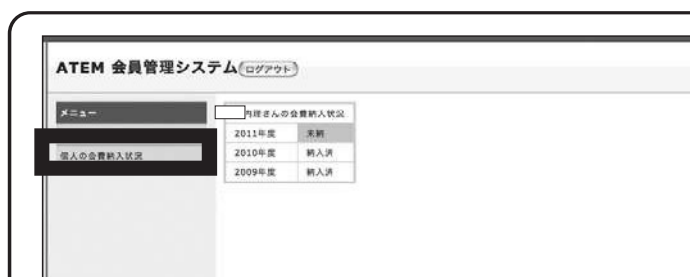 ATEM 会員管理システム ログアウト
メニュー
個人の会費納入状況
内理さんの会費納入状況
2011年度 未納
2010年度 納入済
2009年度 納入済